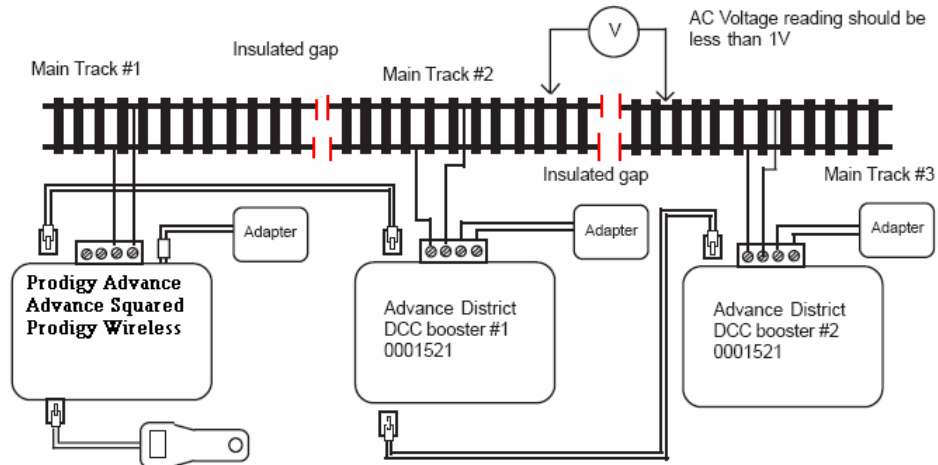 AC Voltage reading should be
less than 1V
V
Insulated gap
Main Track #1
Main Track #2
Insulated gap
Main Track #3
Adapter
Adapter
Adapter
Prodigy Advance
Advance Squared
Prodigy Wireless
Advance District
DCC booster #1
0001521
Advance District
DCC booster #2
0001521